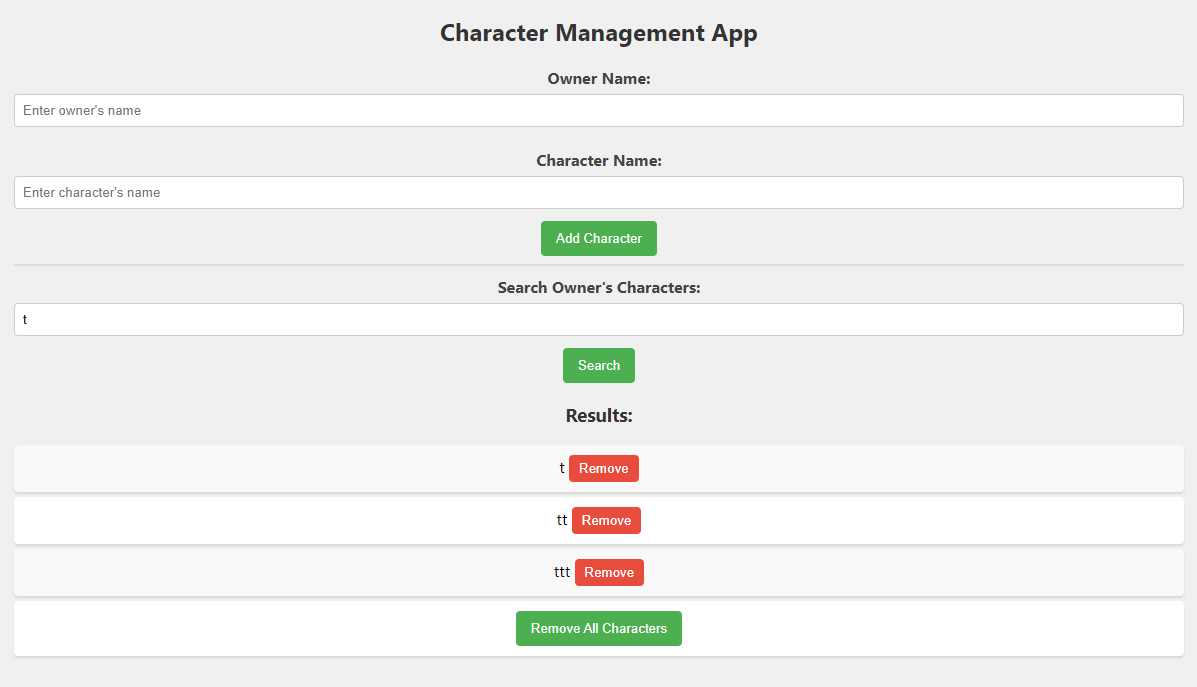 Character Management App
Owner Name:
Enter owner's name
Character Name:
Enter character's name
Add Character
Search Owner's Characters:
t
Search
Results:
t Remove
tt Remove
ttt Remove
Remove All Characters